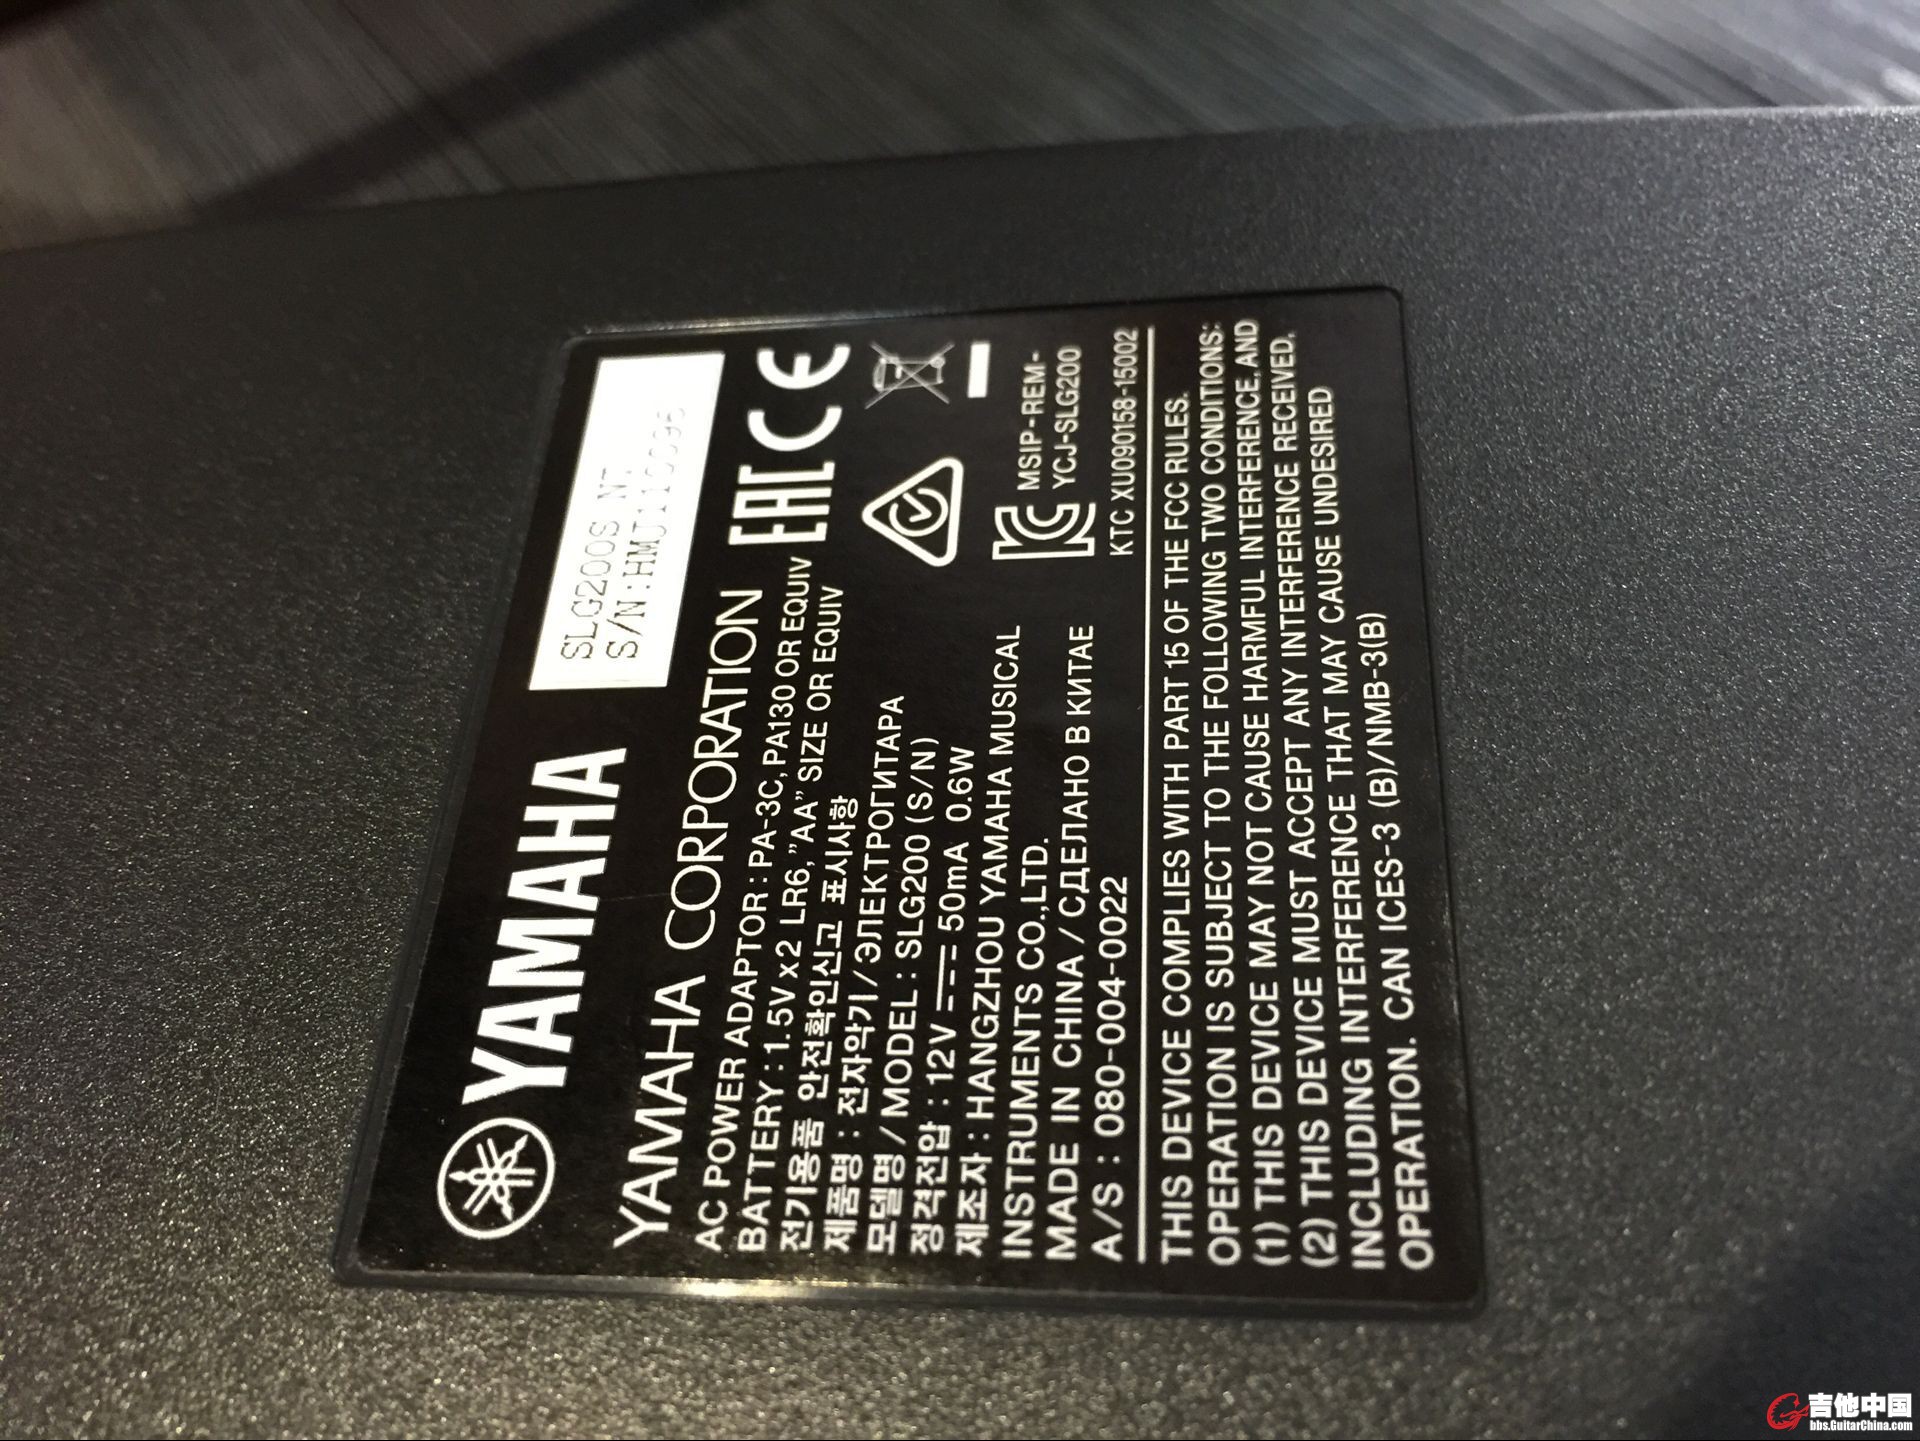 YAMAHA
SLG200S NT
S/N:
YAMAHA CORPORATION
AC POWER ADAPTOR : PA-3C, PA130 OR EQUIV
BATTERY : 1.5V x 2 LR6, "AA" SIZE OR EQUIV
전기용품 안전확인신고 표시사항
제품명 : 전자악기 / ЭЛЕКТРОГИТАРА
모델명 / MODEL : SLG200 (S/N)
정격전압 : 12V 50mA 0.6W
제조자 : HANGZHOU YAMAHA MUSICAL
INSTRUMENTS CO.,LTD.
MADE IN CHINA / СДЕЛАНО В КИТАЕ
A/S : 080-004-0022
EAC CE
MSIP-REM-
YCJ-SLG200
KTC XU090158-15002
THIS DEVICE COMPLIES WITH PART 15 OF THE FCC RULES.
OPERATION IS SUBJECT TO THE FOLLOWING TWO CONDITIONS:
(1) THIS DEVICE MAY NOT CAUSE HARMFUL INTERFERENCE, AND
(2) THIS DEVICE MUST ACCEPT ANY INTERFERENCE RECEIVED,
INCLUDING INTERFERENCE THAT MAY CAUSE UNDESIRED
OPERATION. CAN ICES-3 (B)/NMB-3(B)
吉他中国
bbs.GuitarChina.com